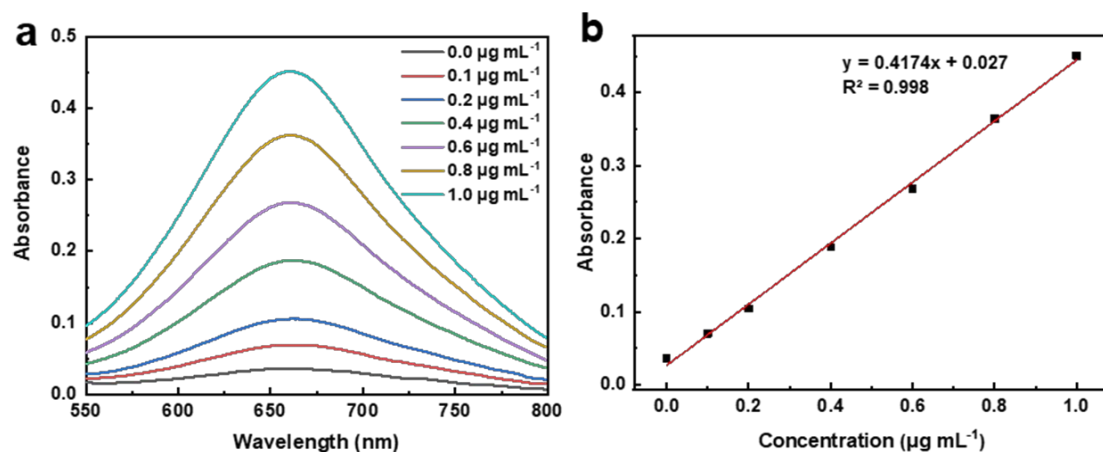 a
0.5
0.4
0.3
0.2
0.1
0.0
Absorbance
550
600
650
700
750
800
Wavelength (nm)
0.0 µg mL⁻¹
0.1 µg mL⁻¹
0.2 µg mL⁻¹
0.4 µg mL⁻¹
0.6 µg mL⁻¹
0.8 µg mL⁻¹
1.0 µg mL⁻¹
b
y = 0.4174x + 0.027
R² = 0.998
0.4
0.3
0.2
0.1
0.0
Absorbance
0.0
0.2
0.4
0.6
0.8
1.0
Concentration (µg mL⁻¹)